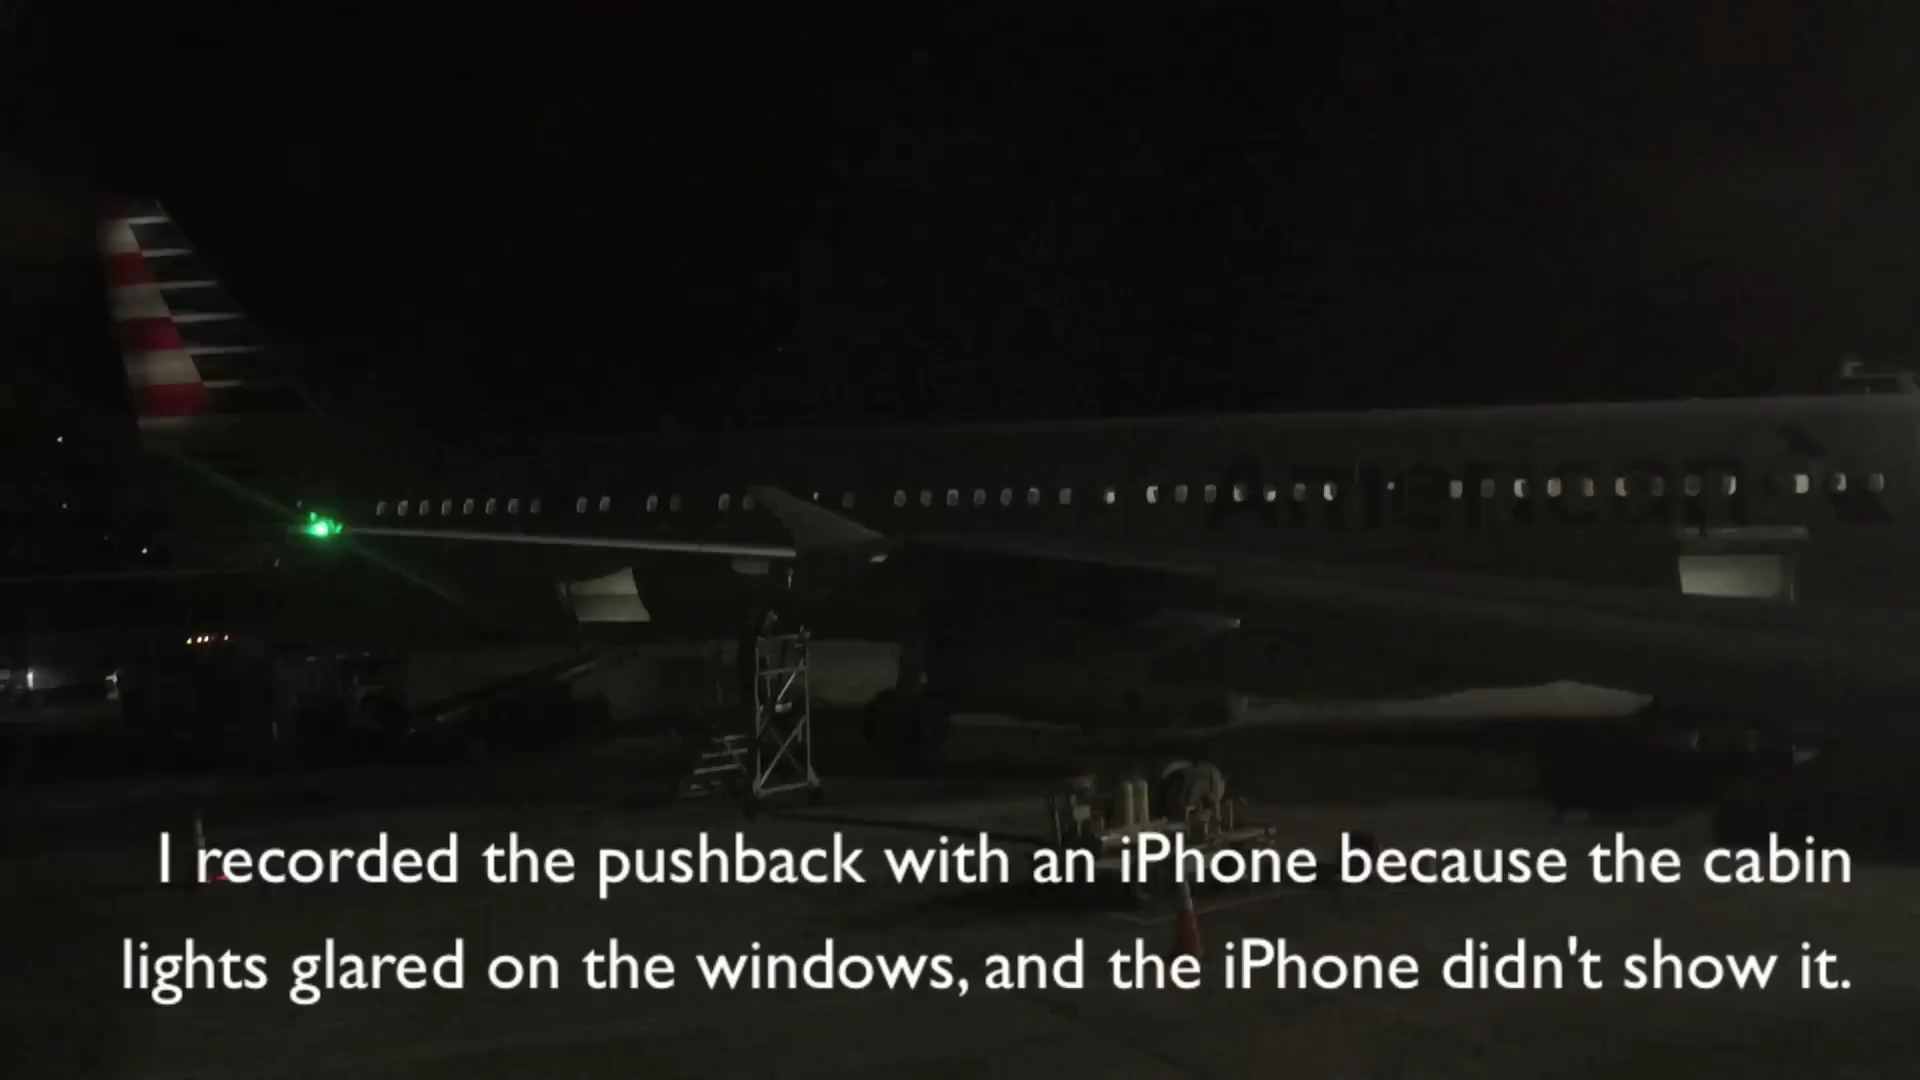 American
I recorded the pushback with an iPhone because the cabin
lights glared on the windows, and the iPhone didn't show it.